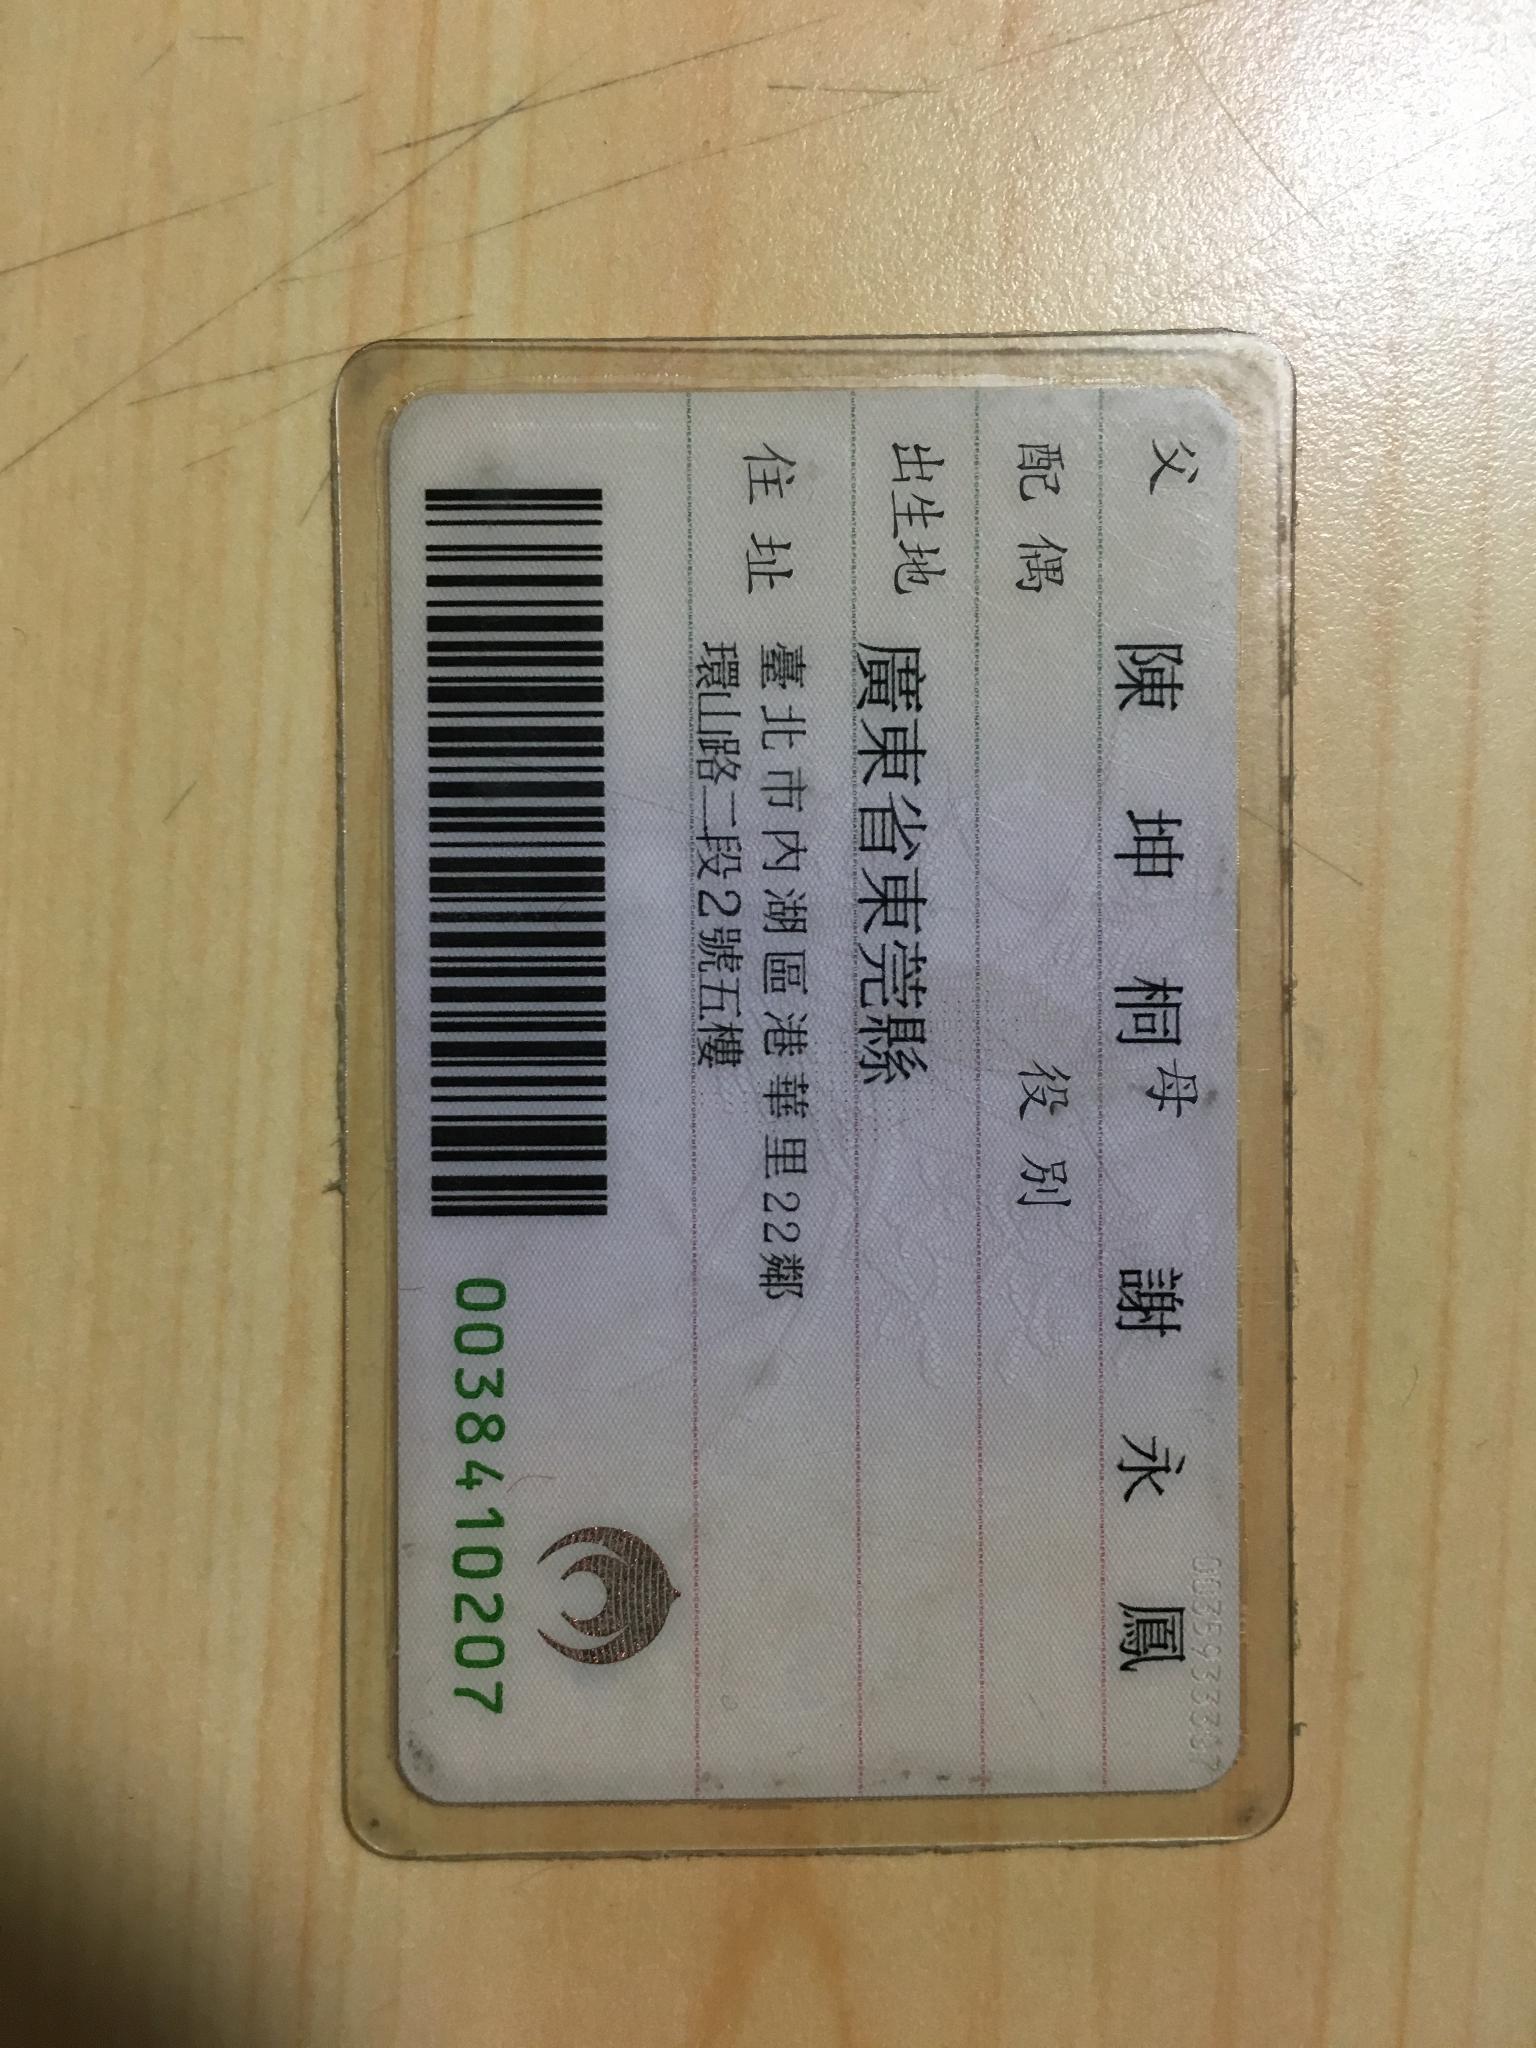 父 陳坤桐 母 謝永鳳
配偶 役別
出生地 廣東省東莞縣
住址 臺北市內湖區港華里22鄰
環山路二段2號五樓
0038410207